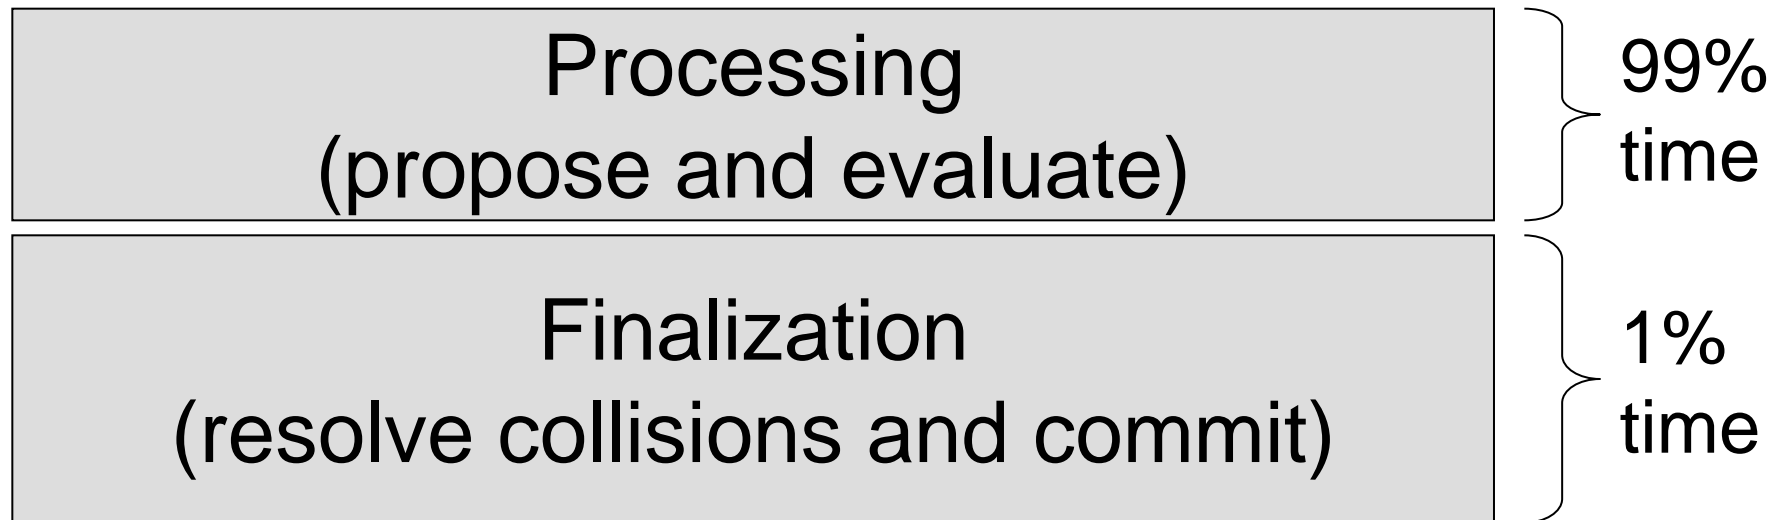 Processing
(propose and evaluate)
99%
time
Finalization
(resolve collisions and commit)
1%
time